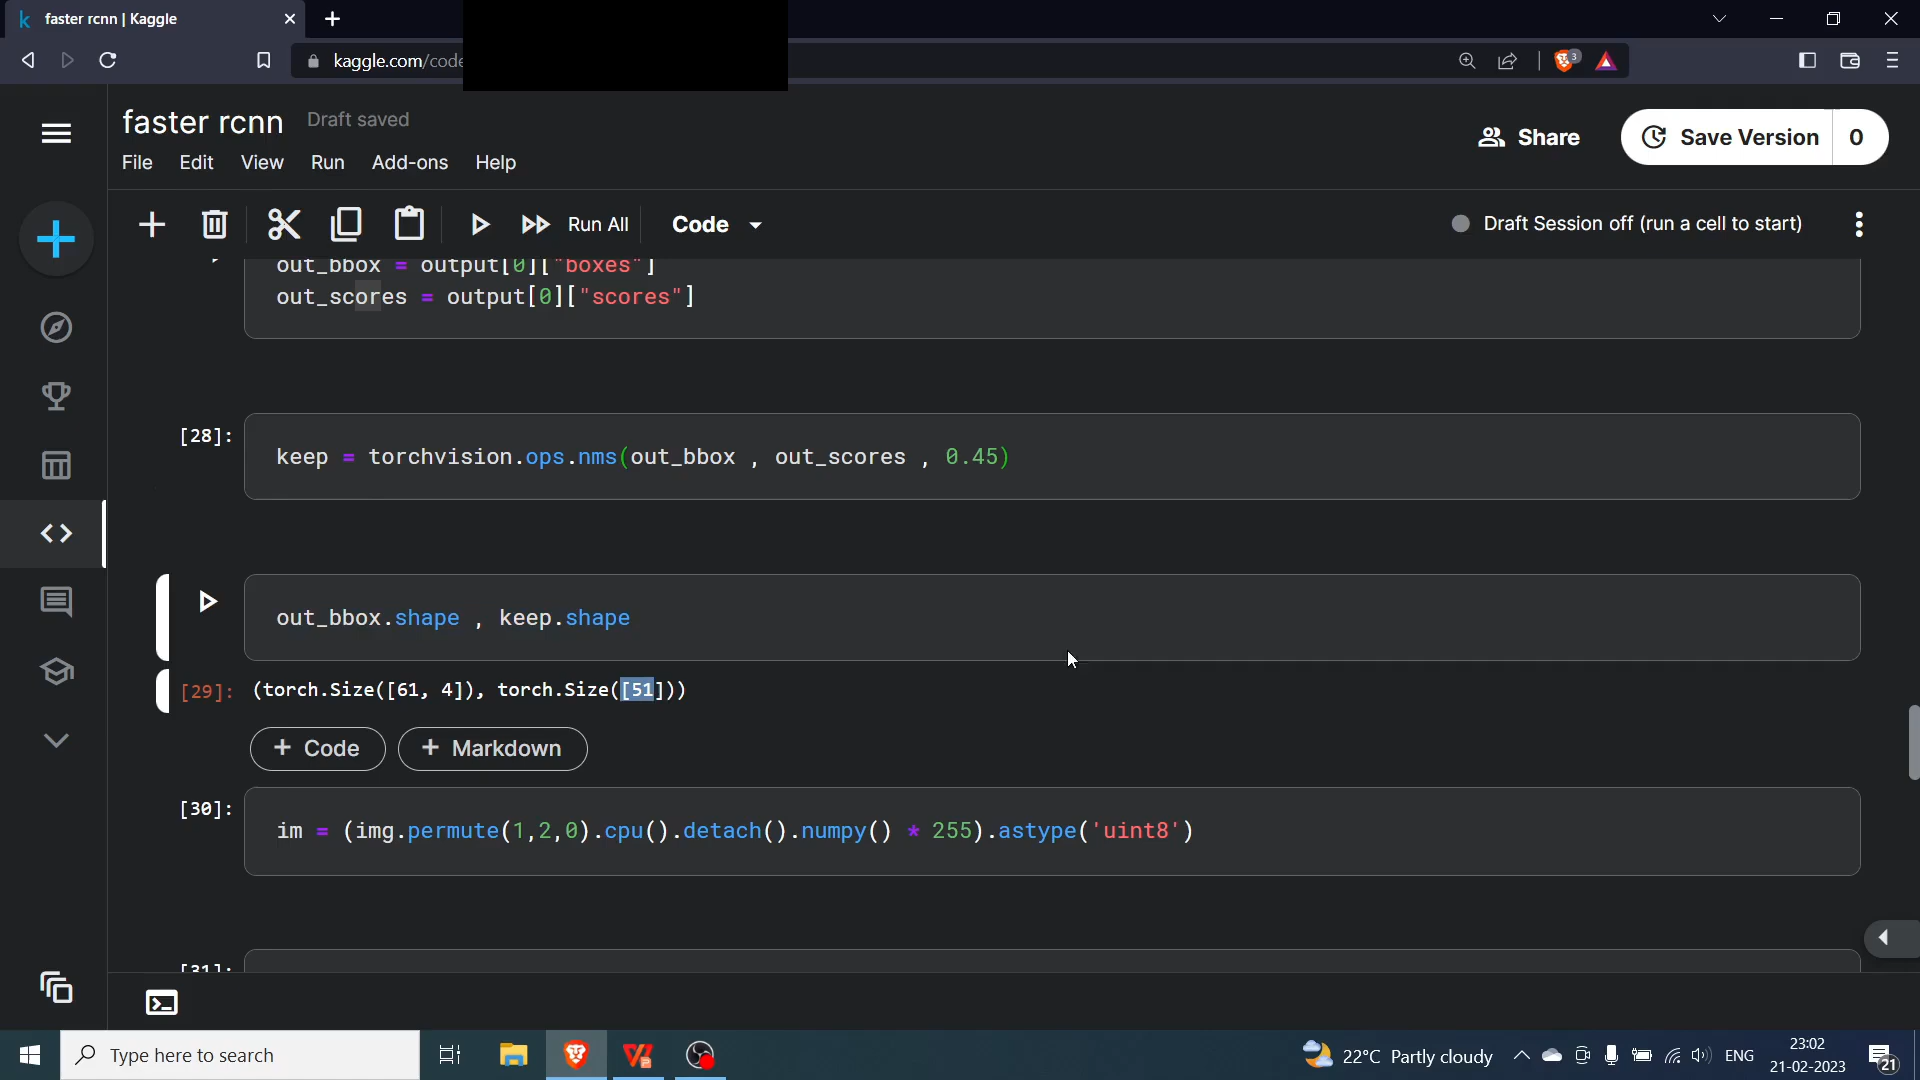 faster rcnn | Kaggle
kaggle.com/code
3
faster rcnn Draft saved
Share
Save Version 0
File Edit View Run Add-ons Help
Run All Code
Draft Session off (run a cell to start)
out_bbox = output[0]["boxes"]
out_scores = output[0]["scores"]
[28]:
keep = torchvision.ops.nms(out_bbox , out_scores , 0.45)
out_bbox.shape , keep.shape
[29]: (torch.Size([61, 4]), torch.Size([51]))
+ Code + Markdown
[30]:
im = (img.permute(1,2,0).cpu().detach().numpy() * 255).astype('uint8')
[31]:
Type here to search
22°C Partly cloudy
ENG
23:02
21-02-2023
21